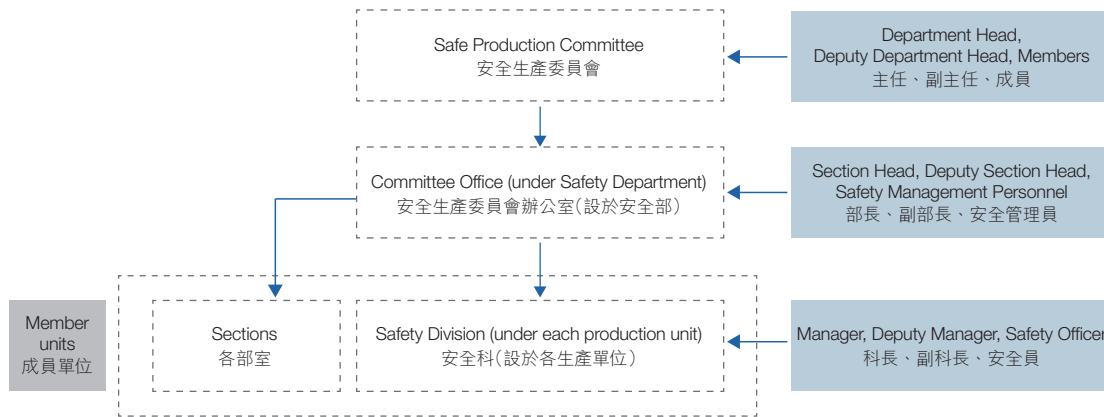 Safe Production Committee
安全生產委員會
Department Head,
Deputy Department Head, Members
主任、副主任、成員
Committee Office (under Safety Department)
安全生產委員會辦公室(設於安全部)
Section Head, Deputy Section Head,
Safety Management Personnel
部長、副部長、安全管理員
Member
units
成員單位
Sections
各部室
Safety Division (under each production unit)
安全科(設於各生產單位)
Manager, Deputy Manager, Safety Officer
科長、副科長、安全員